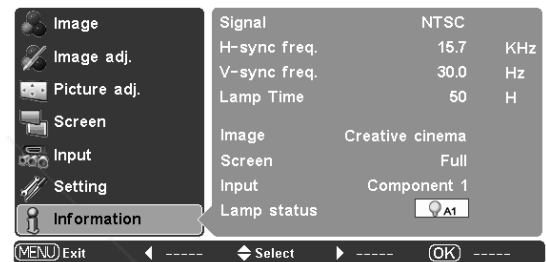 Image
Image adj.
Picture adj.
Screen
Input
Setting
Information
Signal NTSC
H-sync freq. 15.7 KHz
V-sync freq. 30.0 Hz
Lamp Time 50 H
Image Creative cinema
Screen Full
Input Component 1
Lamp status A1
MENU Exit ----- Select ----- OK -----